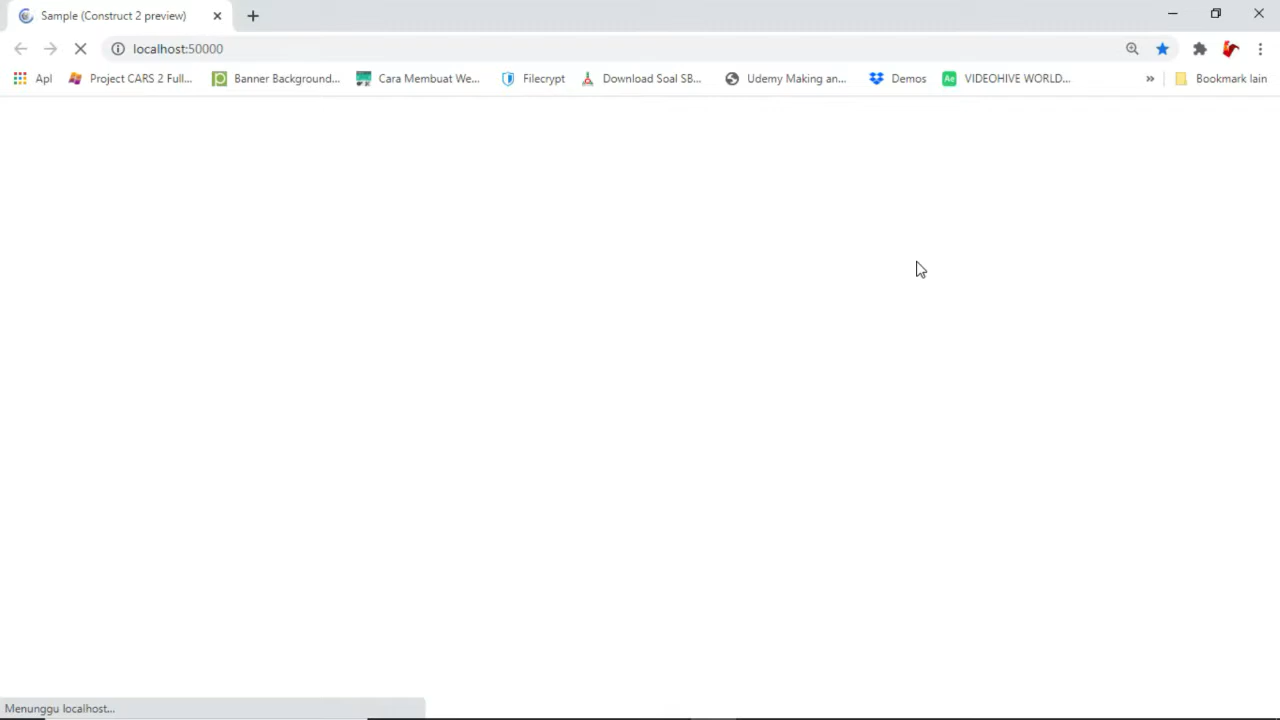 Sample (Construct 2 preview)
localhost:50000
Apl Project CARS 2 Full... Banner Background... Cara Membuat We... Filecrypt Download Soal SB... Udemy Making an... Demos Ae VIDEOHIVE WORLD... » Bookmark lain
Menunggu localhost...